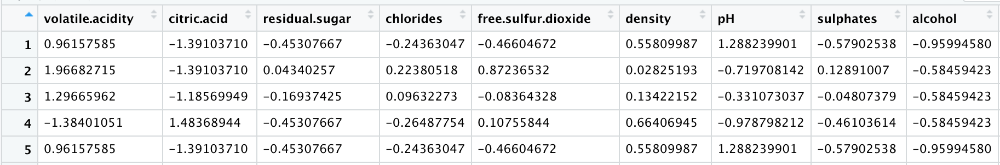 volatile.acidity citric.acid residual.sugar chlorides free.sulfur.dioxide density pH sulphates alcohol
1 0.96157585 −1.39103710 −0.45307667 −0.24363047 −0.46604672 0.55809987 1.288239901 −0.57902538 −0.95994580
2 1.96682715 −1.39103710 0.04340257 0.22380518 0.87236532 0.02825193 −0.719708142 0.12891007 −0.58459423
3 1.29665962 −1.18569949 −0.16937425 0.09632273 −0.08364328 0.13422152 −0.331073037 −0.04807379 −0.58459423
4 −1.38401051 1.48368944 −0.45307667 −0.26487754 0.10755844 0.66406945 −0.978798212 −0.46103614 −0.58459423
5 0.96157585 −1.39103710 −0.45307667 −0.24363047 −0.46604672 0.55809987 1.288239901 −0.57902538 −0.95994580